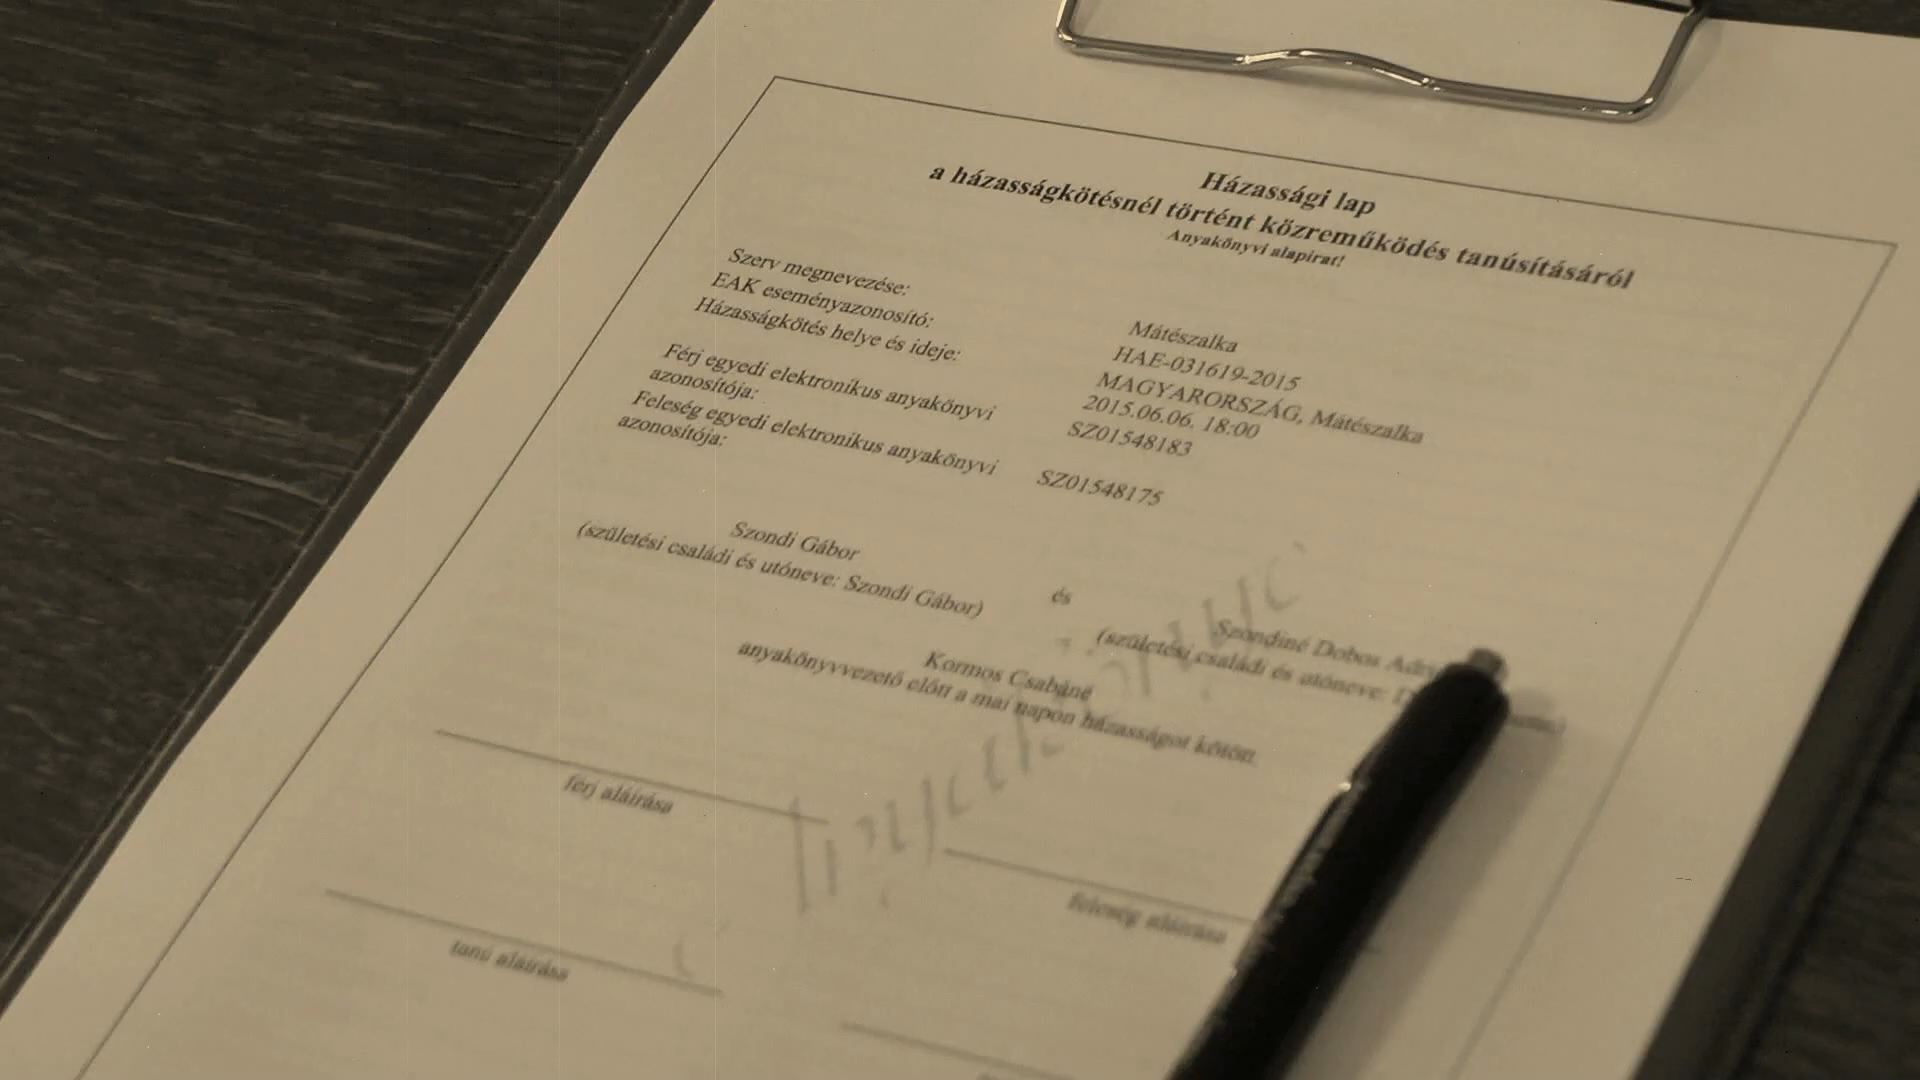 Házassági lap
a házasságkötésnél történt közreműködés tanúsításáról
Anyakönyvi alapirat!
Szerv megnevezése: Mátészalka
EAK eseményazonosító: HAE-031619-2015
Házasságkötés helye és ideje: MAGYARORSZÁG, Mátészalka
2015.06.06. 18:00
Férj egyedi elektronikus anyakönyvi SZ01548183
azonosítója:
Feleség egyedi elektronikus anyakönyvi SZ01548175
azonosítója:
Szondi Gábor
(születési családi és utóneve: Szondi Gábor)
és
Szondiné Dobos
(születési családi és utóneve:
Kormos Csabáné
anyakönyvvezető előtt a mai napon házasságot kötött
férj aláírása
feleség aláírása
tanú aláírása